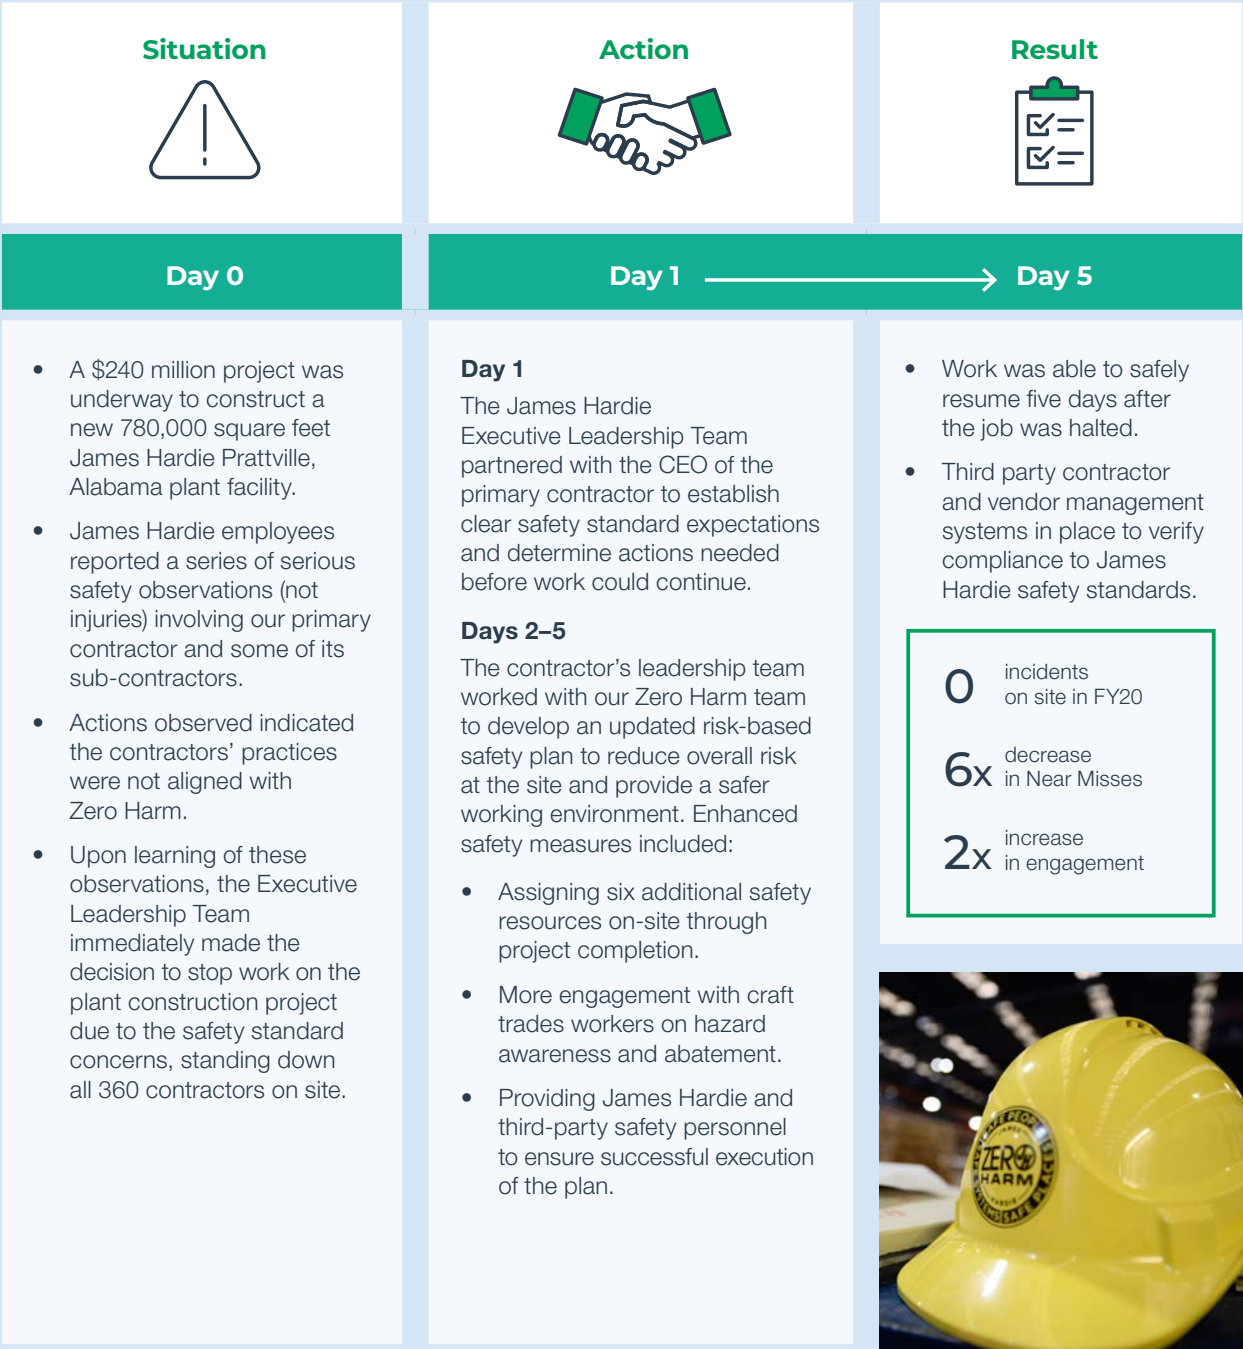 Situation
Action
Result
Day 0
Day 1
Day 5
• A $240 million project was
underway to construct a
new 780,000 square feet
James Hardie Prattville,
Alabama plant facility.
• James Hardie employees
reported a series of serious
safety observations (not
injuries) involving our primary
contractor and some of its
sub-contractors.
• Actions observed indicated
the contractors’ practices
were not aligned with
Zero Harm.
• Upon learning of these
observations, the Executive
Leadership Team
immediately made the
decision to stop work on the
plant construction project
due to the safety standard
concerns, standing down
all 360 contractors on site.
Day 1
The James Hardie
Executive Leadership Team
partnered with the CEO of the
primary contractor to establish
clear safety standard expectations
and determine actions needed
before work could continue.
Days 2–5
The contractor’s leadership team
worked with our Zero Harm team
to develop an updated risk-based
safety plan to reduce overall risk
at the site and provide a safer
working environment. Enhanced
safety measures included:
• Assigning six additional safety
resources on-site through
project completion.
• More engagement with craft
trades workers on hazard
awareness and abatement.
• Providing James Hardie and
third-party safety personnel
to ensure successful execution
of the plan.
• Work was able to safely
resume five days after
the job was halted.
• Third party contractor
and vendor management
systems in place to verify
compliance to James
Hardie safety standards.
0 incidents
on site in FY20
6x decrease
in Near Misses
2x increase
in engagement
SAFE PEOPLE
JAMES
ZERO
HARM
HARDIE
SAFE PLACES
SYSTEMS